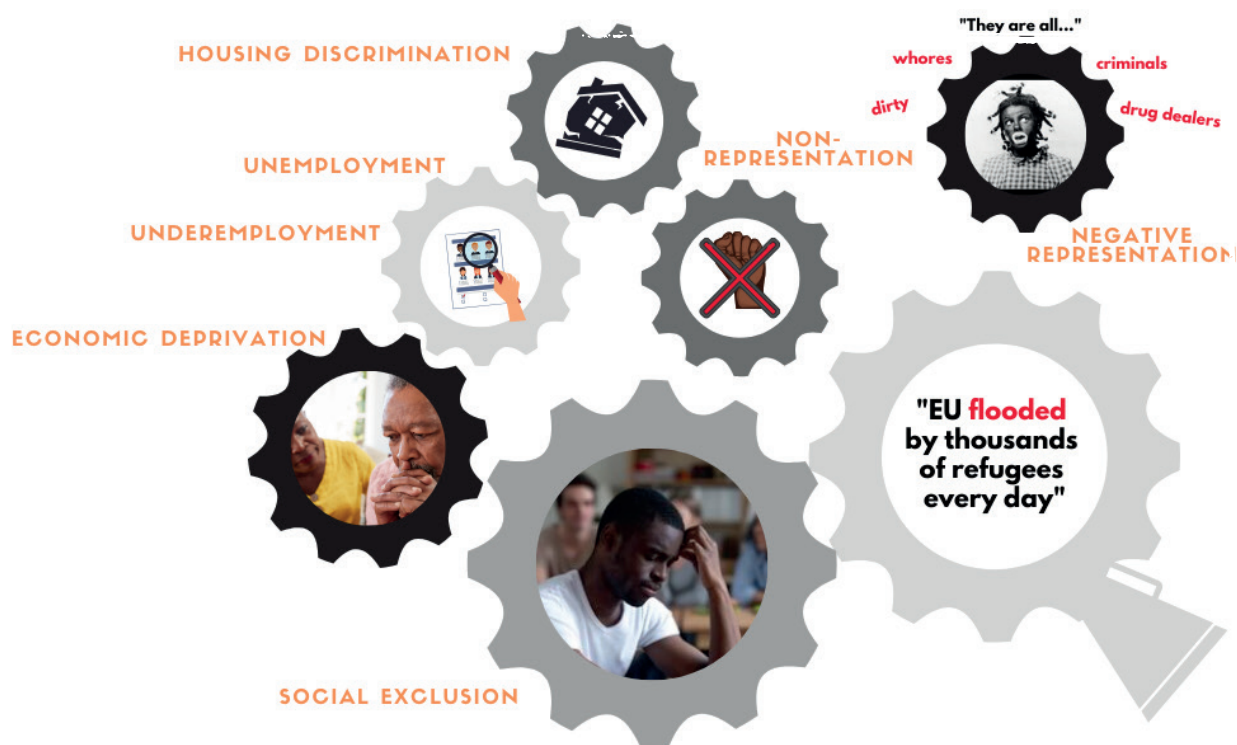 HOUSING DISCRIMINATION
UNEMPLOYMENT
UNDEREMPLOYMENT
ECONOMIC DEPRIVATION
SOCIAL EXCLUSION
NON-
REPRESENTATION
"They are all..."
whores
criminals
dirty
drug dealers
NEGATIVE
REPRESENTATION
"EU flooded
by thousands
of refugees
every day"